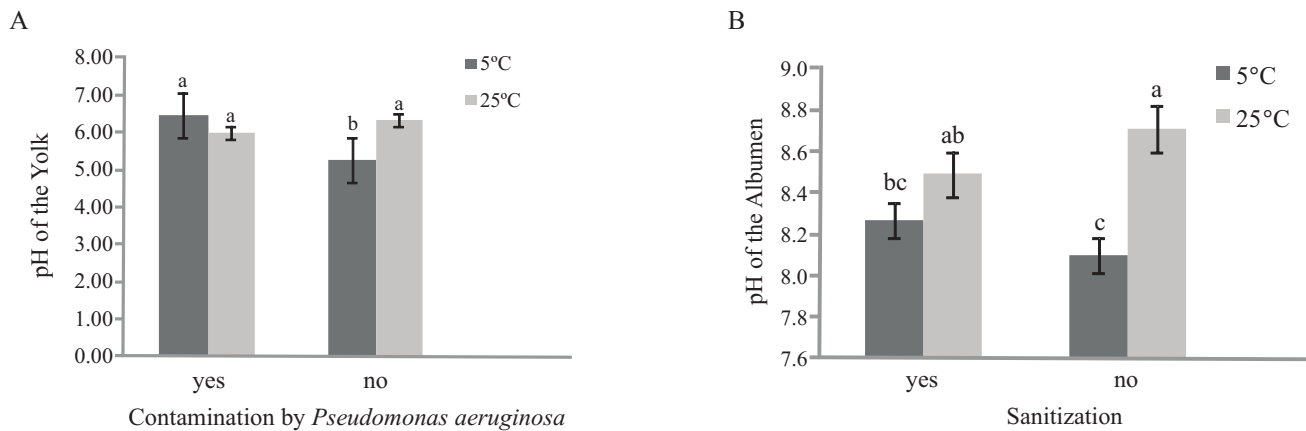 A
pH of the Yolk
8.00
7.00
6.00
5.00
4.00
3.00
2.00
1.00
0.00
a
a
b
a
5ºC
25ºC
yes
no
Contamination by Pseudomonas aeruginosa
B
pH of the Albumen
9.0
8.8
8.6
8.4
8.2
8.0
7.8
7.6
bc
ab
c
a
5°C
25°C
yes
no
Sanitization